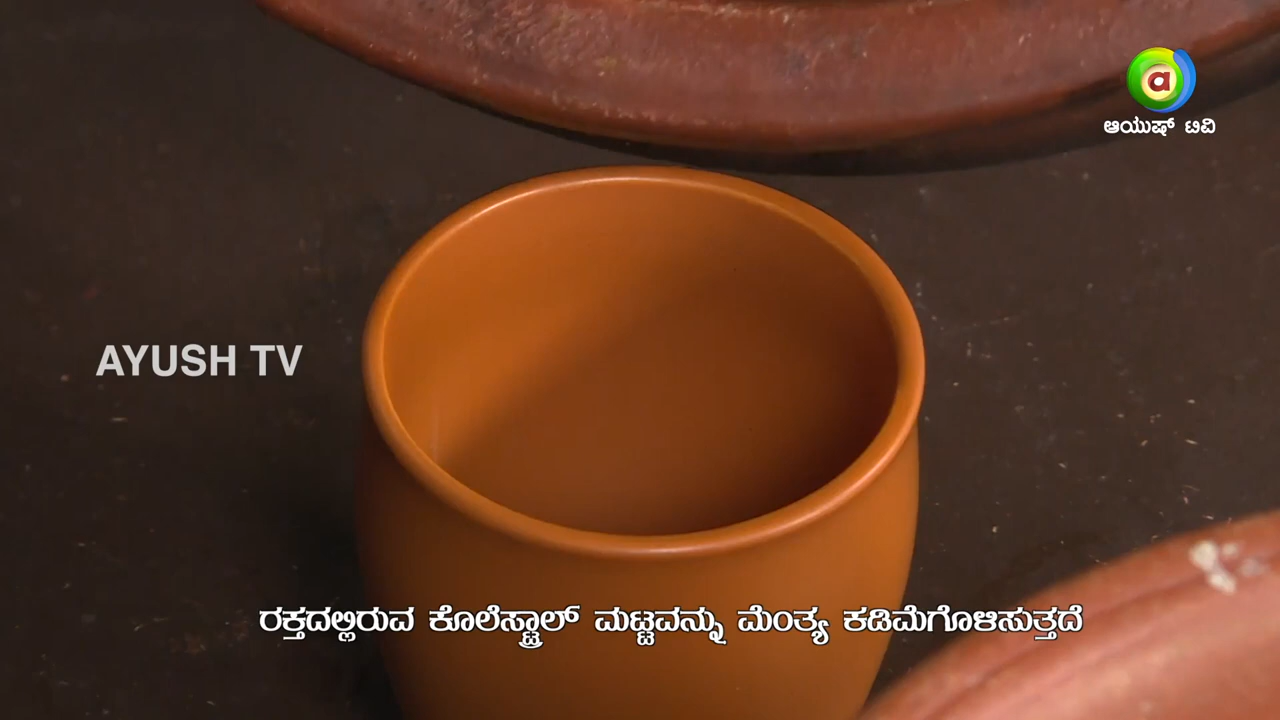 a
ಆಯುಷ್ ಟಿವಿ
AYUSH TV
ರಕ್ತದಲ್ಲಿರುವ ಕೊಲೆಸ್ಟ್ರಾಲ್ ಮಟ್ಟವನ್ನು ಮೆಂತ್ಯ ಕಡಿಮೆಗೊಳಿಸುತ್ತದೆ